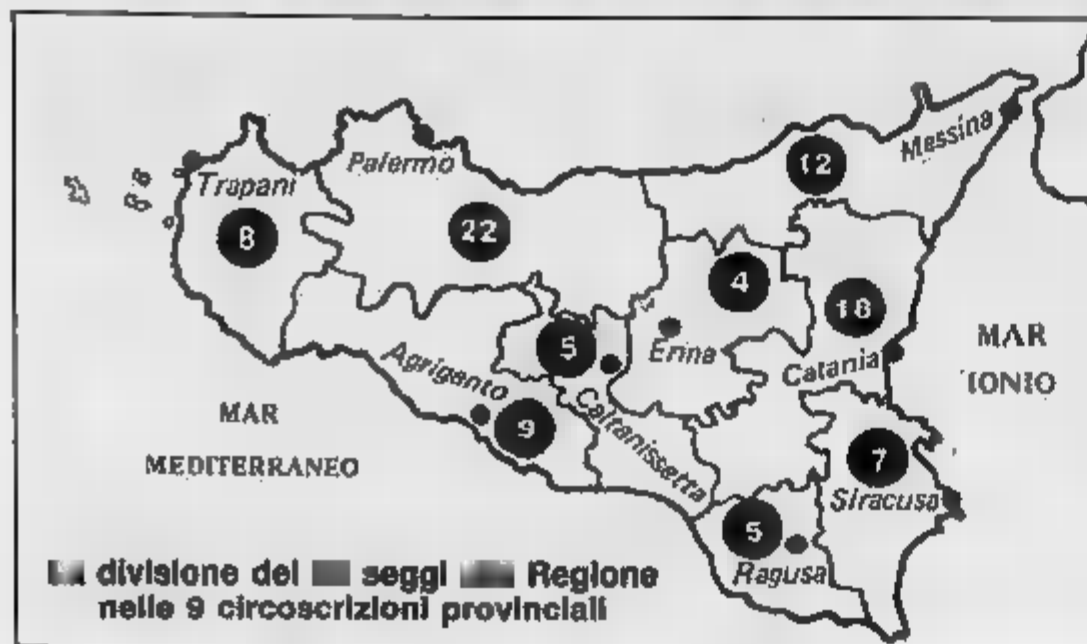 Palermo
Messina
12
Trapani
8
22
4
18
5
Enna
MAR
IONIO
Catania
Agrigento
9
Caltanissetta
MAR
MEDITERRANEO
7
Siracusa
5
Ragusa
divisione dei seggi Regione
nelle 9 circoscrizioni provinciali